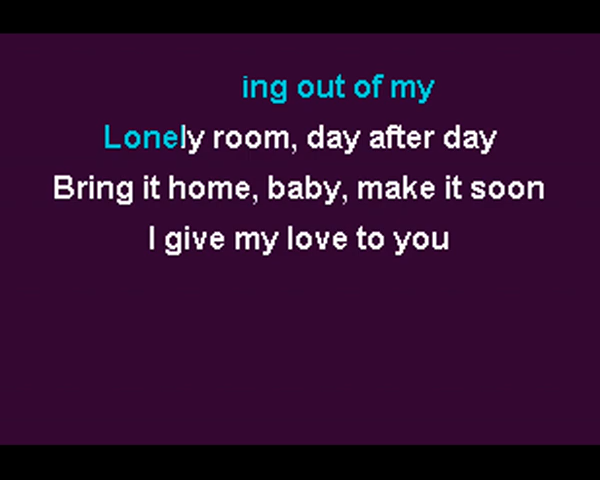 ing out of my
Lonely room, day after day
Bring it home, baby, make it soon
I give my love to you